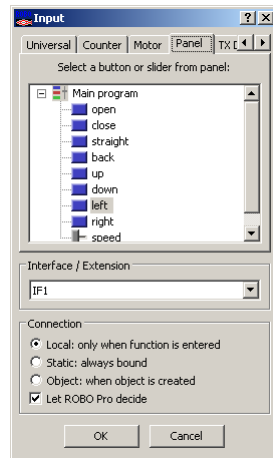 Input
Universal Counter Motor Panel TX
Select a button or slider from panel:
Main program
open
close
straight
back
up
down
left
right
speed
Interface / Extension
IF1
Connection
Local: only when function is entered
Static: always bound
Object: when object is created
Let ROBO Pro decide
OK Cancel